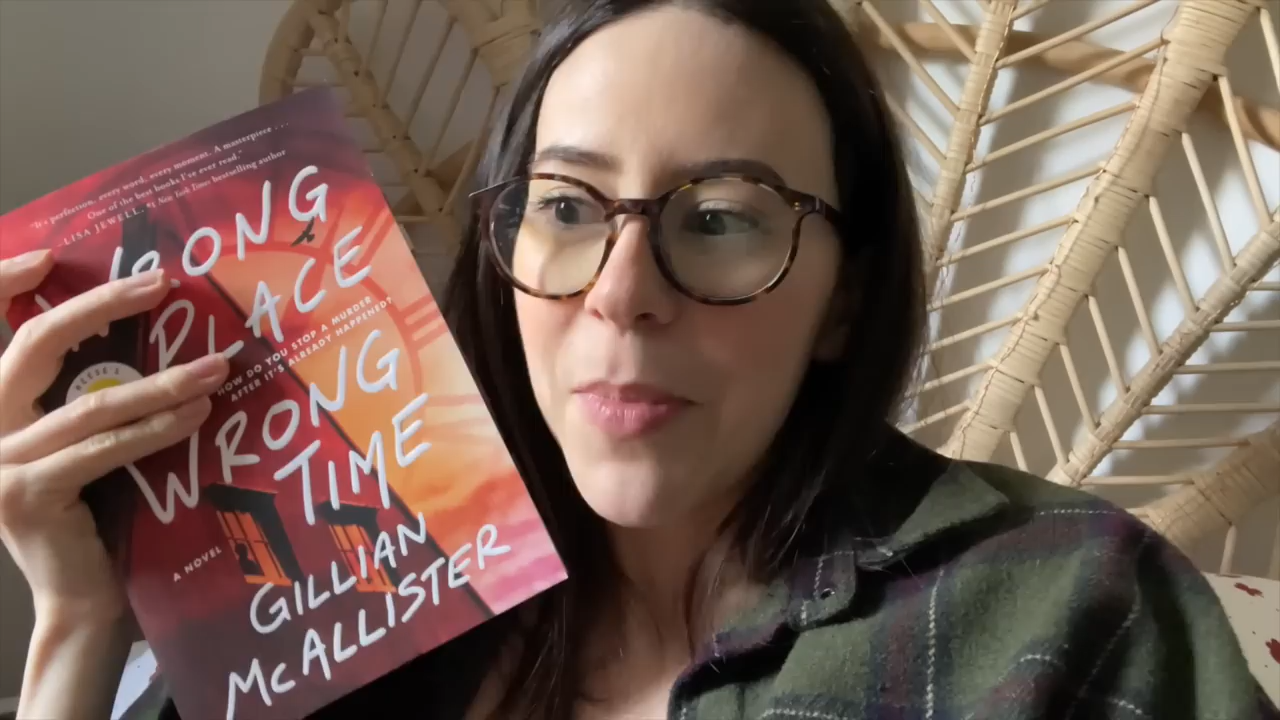 "It's perfection, every word, every moment. A masterpiece . . .
One of the best books I've ever read."
—LISA JEWELL, #1 New York Times bestselling author
WRONG
PLACE
HOW DO YOU STOP A MURDER
AFTER IT'S ALREADY HAPPENED?
WRONG
TIME
REESE'S
A NOVEL
GILLIAN
McALLISTER